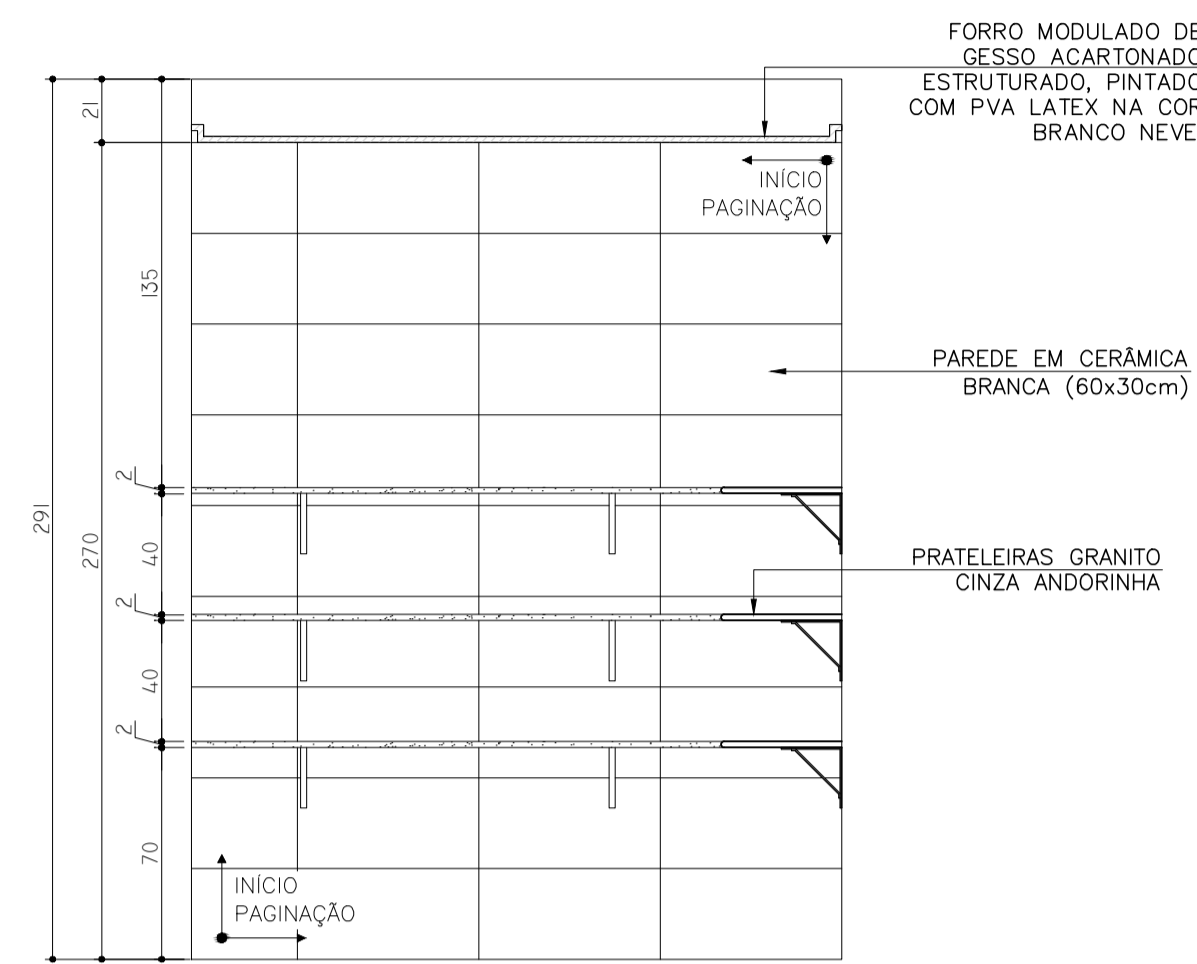 FORRO MODULADO DE
GESSO ACARTONADO
ESTRUTURADO, PINTADO
COM PVA LATEX NA COR
BRANCO NEVE
21
INÍCIO
PAGINAÇÃO
135
PAREDE EM CERÂMICA
BRANCA (60x30cm)
2
291
270
40
PRATELEIRAS GRANITO
CINZA ANDORINHA
2
40
2
70
INÍCIO
PAGINAÇÃO